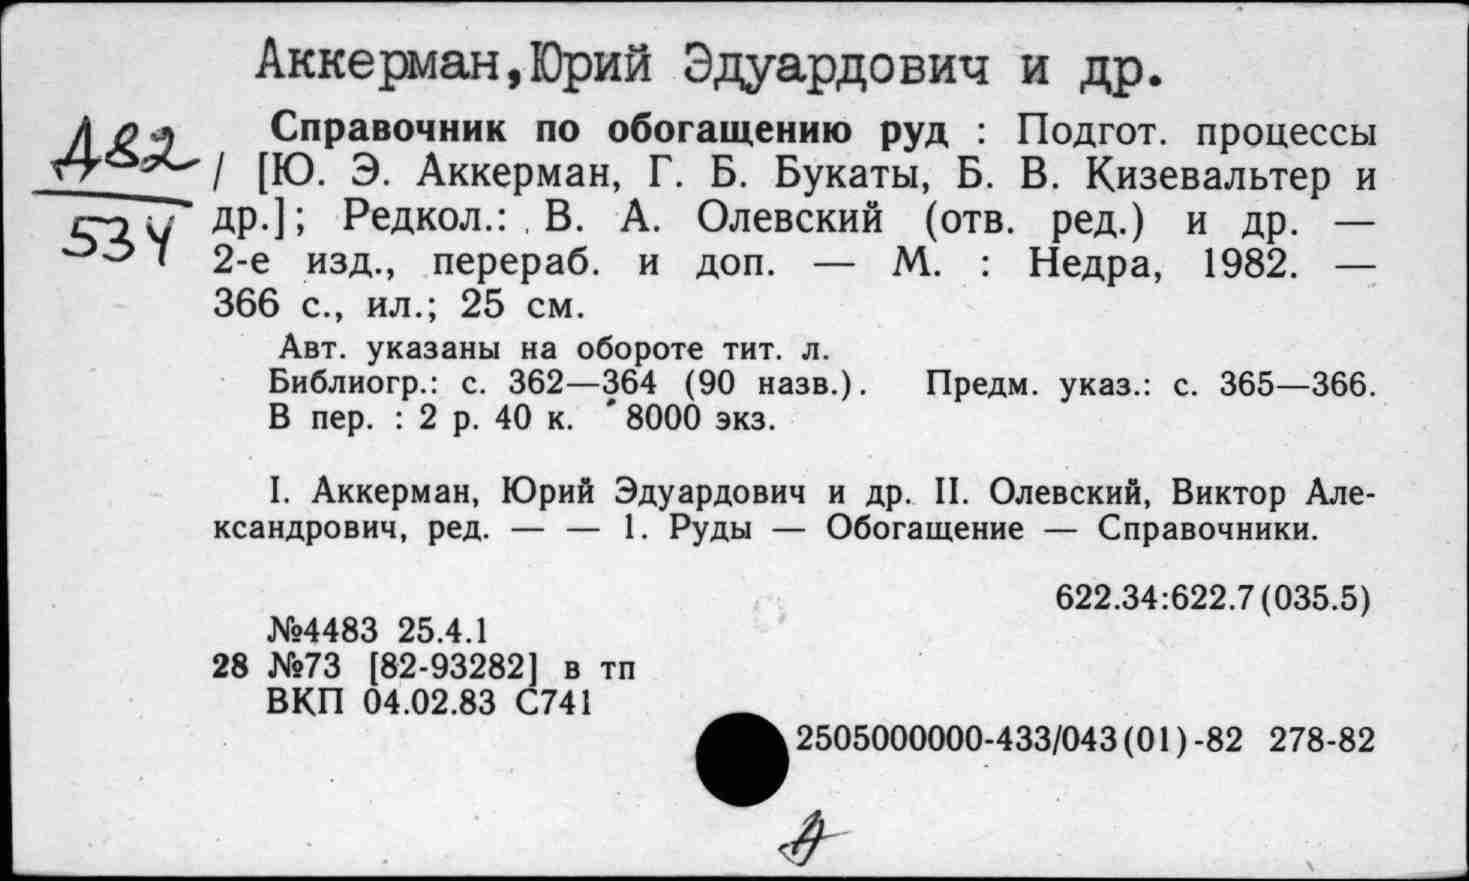 Аккерман,Юрий Эдуардович и др.
Д82
534
Справочник по обогащению руд : Подгот. процессы
/ [Ю. Э. Аккерман, Г. Б. Букаты, Б. В. Кизевальтер и
др.]; Редкол.: В. А. Олевский (отв. ред.) и др. —
2-е изд., перераб. и доп. — М. : Недра, 1982. —
366 с., ил.; 25 см.
Авт. указаны на обороте тит. л.
Библиогр.: с. 362—364 (90 назв.). Предм. указ.: с. 365—366.
В пер. : 2 р. 40 к. 8000 экз.
I. Аккерман, Юрий Эдуардович и др. II. Олевский, Виктор Але-
ксандрович, ред. — — 1. Руды — Обогащение — Справочники.
622.34:622.7(035.5)
№4483 25.4.1
28 №73 [82-93282] в тп
ВКП 04.02.83 С741
2505000000-433/043(01)-82 278-82